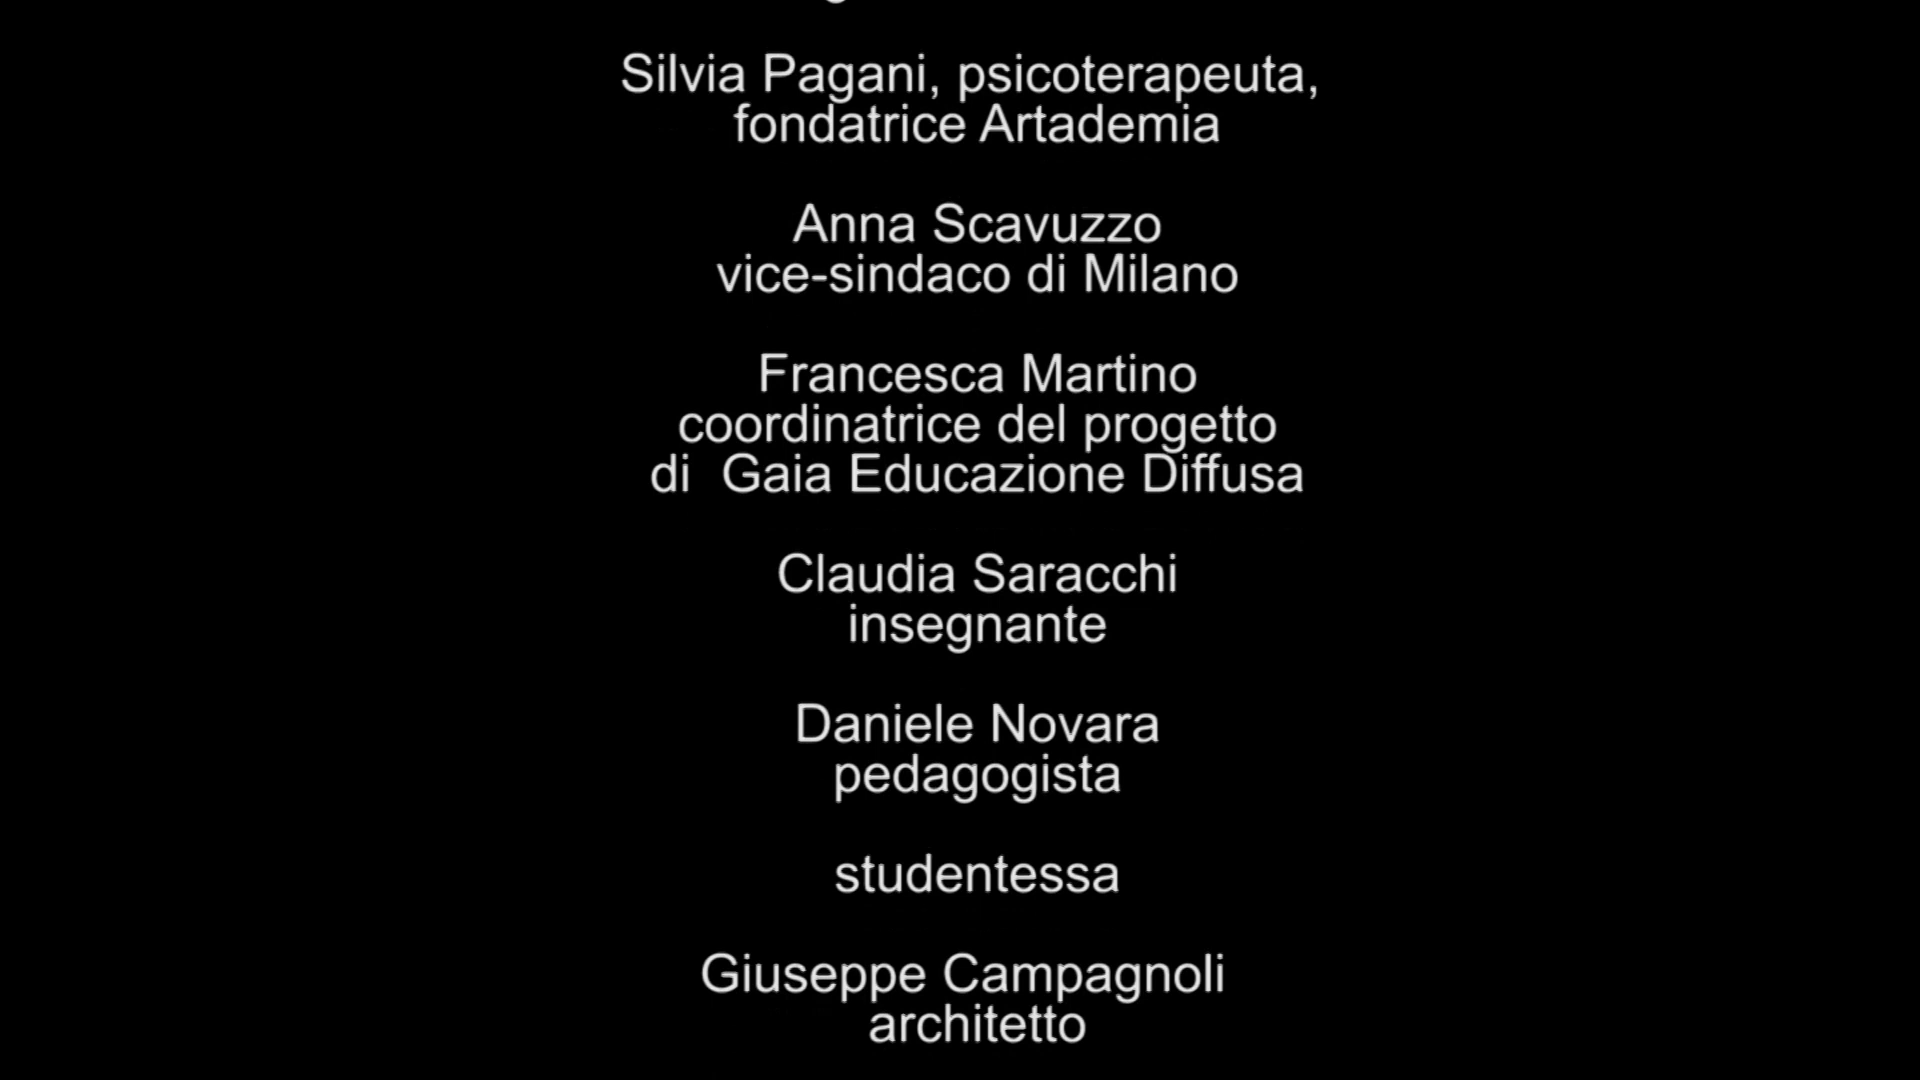 Silvia Pagani, psicoterapeuta,
fondatrice Artademia
Anna Scavuzzo
vice-sindaco di Milano
Francesca Martino
coordinatrice del progetto
di  Gaia Educazione Diffusa
Claudia Saracchi
insegnante
Daniele Novara
pedagogista
studentessa
Giuseppe Campagnoli
architetto